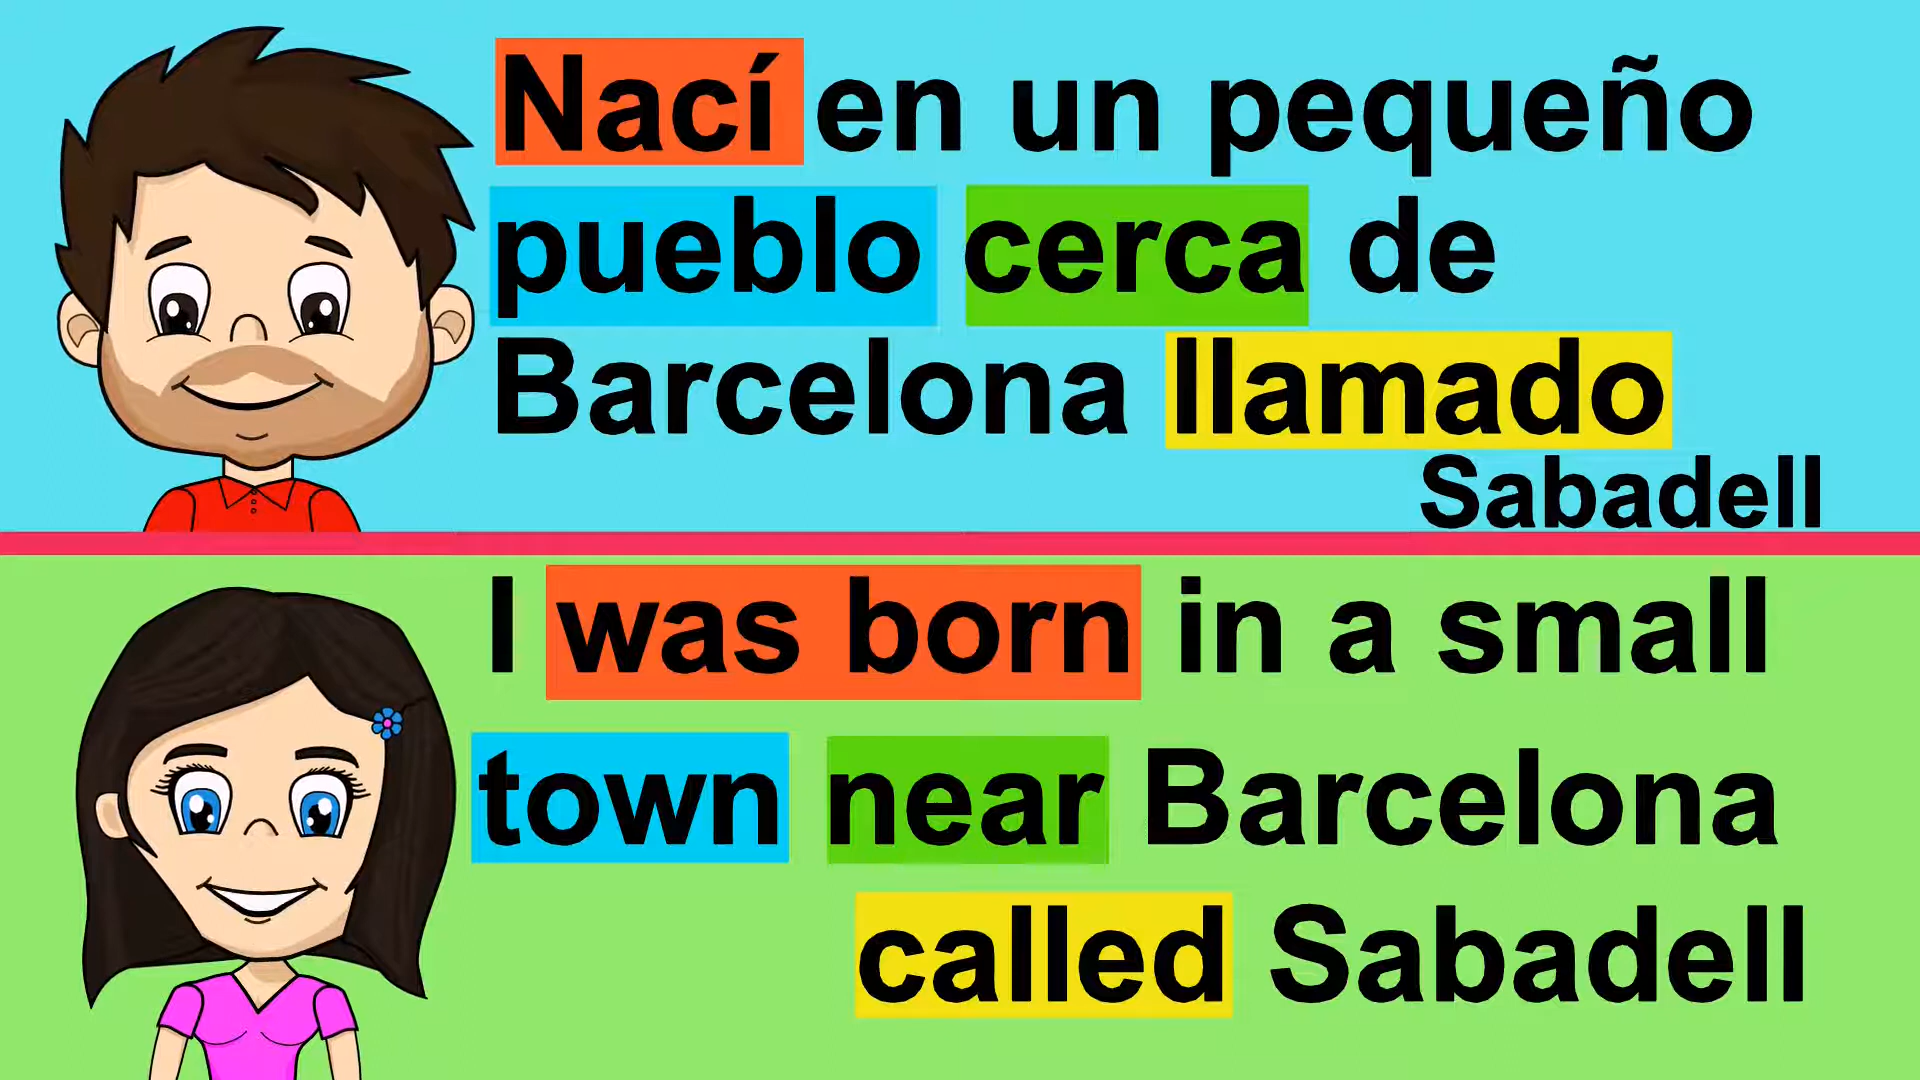 Nací en un pequeño
pueblo cerca de
Barcelona llamado
Sabadell
I was born in a small
town near Barcelona
called Sabadell